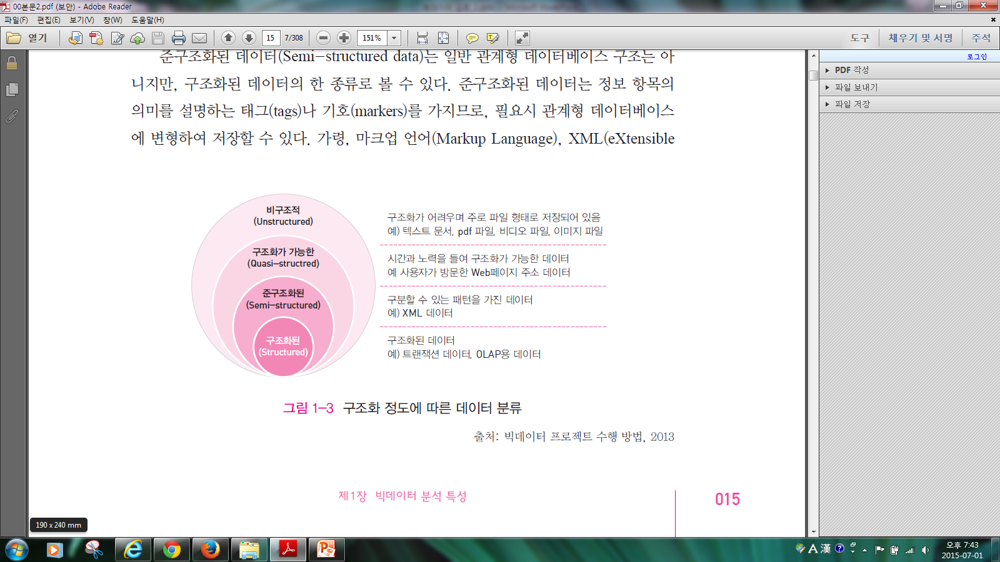 00본문2.pdf (보안) - Adobe Reader
파일(F) 편집(E) 보기(V) 창(W) 도움말(H)
열기 15 7/308 151% 도구 채우기 및 서명 주석
로그인
PDF 작성
파일 보내기
파일 저장
준구조화된 데이터(Semi-structured data)는 일반 관계형 데이터베이스 구조는 아
니지만, 구조화된 데이터의 한 종류로 볼 수 있다. 준구조화된 데이터는 정보 항목의
의미를 설명하는 태그(tags)나 기호(markers)를 가지므로, 필요시 관계형 데이터베이스
에 변형하여 저장할 수 있다. 가령, 마크업 언어(Markup Language), XML(eXtensible
비구조적
(Unstructured)
구조화가 어려우며 주로 파일 형태로 저장되어 있음
예) 텍스트 문서, pdf 파일, 비디오 파일, 이미지 파일
구조화가 가능한
(Quasi-structred)
시간과 노력을 들여 구조화가 가능한 데이터
예 사용자가 방문한 Web페이지 주소 데이터
준구조화된
(Semi-structured)
구분할 수 있는 패턴을 가진 데이터
예) XML 데이터
구조화된
(Structured)
구조화된 데이터
예) 트랜잭션 데이터, OLAP용 데이터
그림 1-3 구조화 정도에 따른 데이터 분류
출처: 빅데이터 프로젝트 수행 방법, 2013
제1장 빅데이터 분석 특성 015
190 x 240 mm
A 漢
오후 7:43
2015-07-01